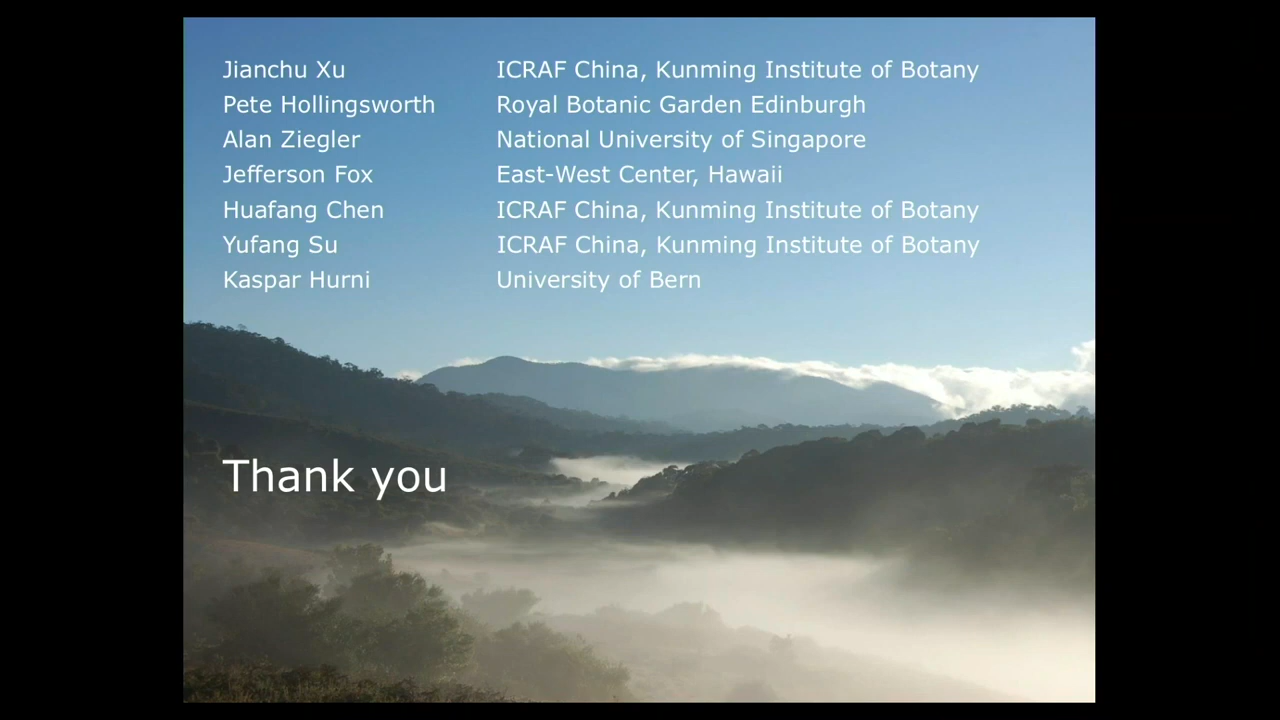 Jianchu Xu ICRAF China, Kunming Institute of Botany
Pete Hollingsworth Royal Botanic Garden Edinburgh
Alan Ziegler National University of Singapore
Jefferson Fox East-West Center, Hawaii
Huafang Chen ICRAF China, Kunming Institute of Botany
Yufang Su ICRAF China, Kunming Institute of Botany
Kaspar Hurni University of Bern
Thank you